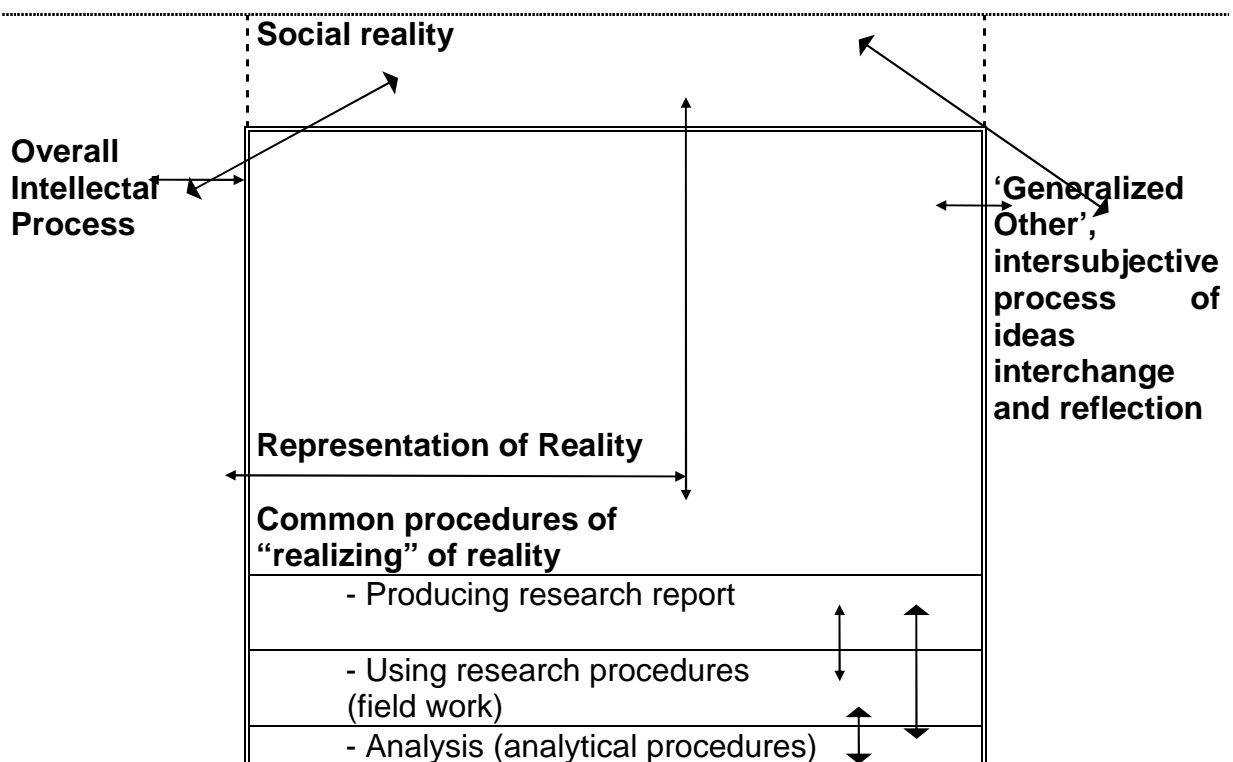 Social reality
Overall
Intellectal
Process
‘Generalized
Other’,
intersubjective
process of
ideas
interchange
and reflection
Representation of Reality
Common procedures of
“realizing” of reality
- Producing research report
- Using research procedures
(field work)
- Analysis (analytical procedures)